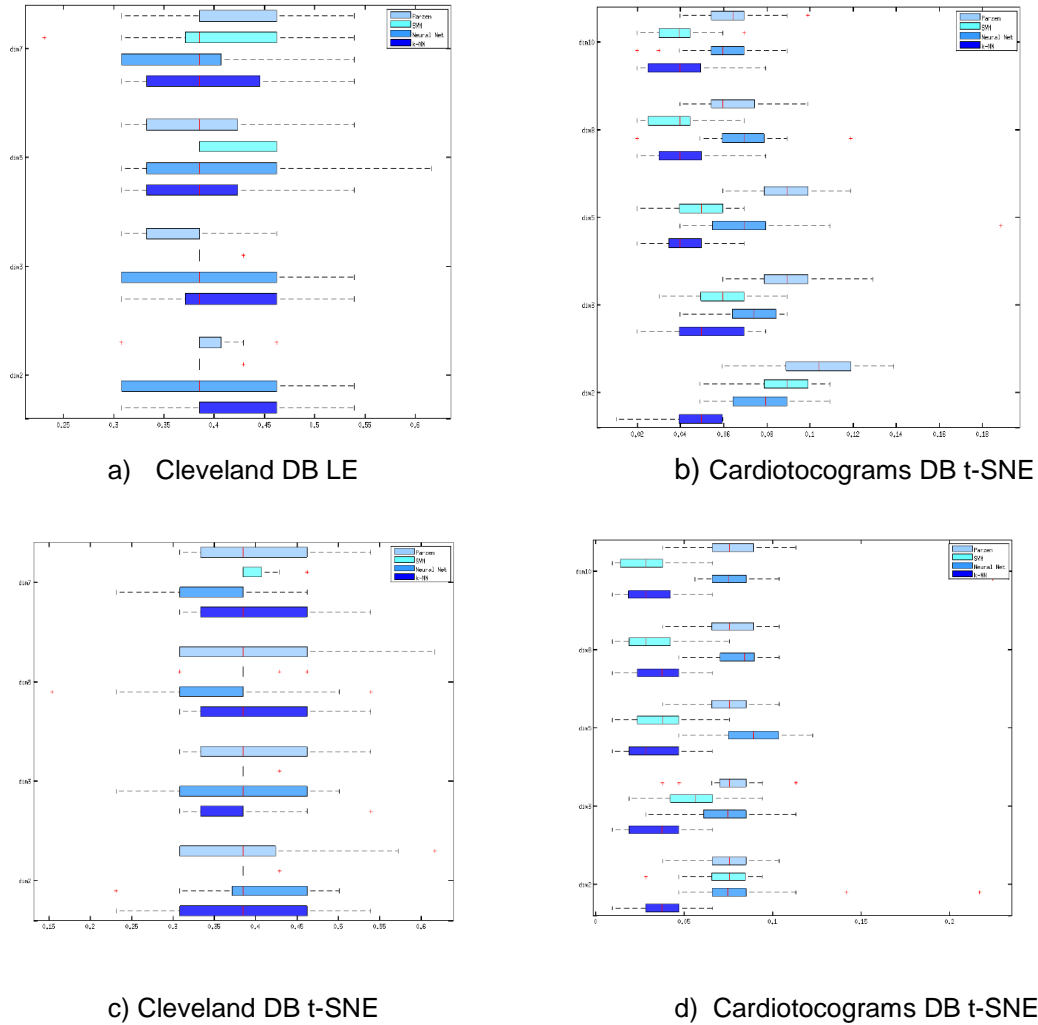 Parzen
SVM
Neural Net
k-NN
dim7
dim5
dim3
dim2
0.25 0.3 0.35 0.4 0.45 0.5 0.55 0.6
a) Cleveland DB LE
Parzen
SVM
Neural Net
k-NN
dim10
dim8
dim5
dim3
dim2
0.02 0.04 0.06 0.08 0.1 0.12 0.14 0.16 0.18
b) Cardiotocograms DB t-SNE
Parzen
SVM
Neural Net
k-NN
dim7
dim5
dim3
dim2
0.15 0.2 0.25 0.3 0.35 0.4 0.45 0.5 0.55 0.6
c) Cleveland DB t-SNE
Parzen
SVM
Neural Net
k-NN
dim10
dim8
dim5
dim3
dim2
0 0.05 0.1 0.15 0.2
d) Cardiotocograms DB t-SNE